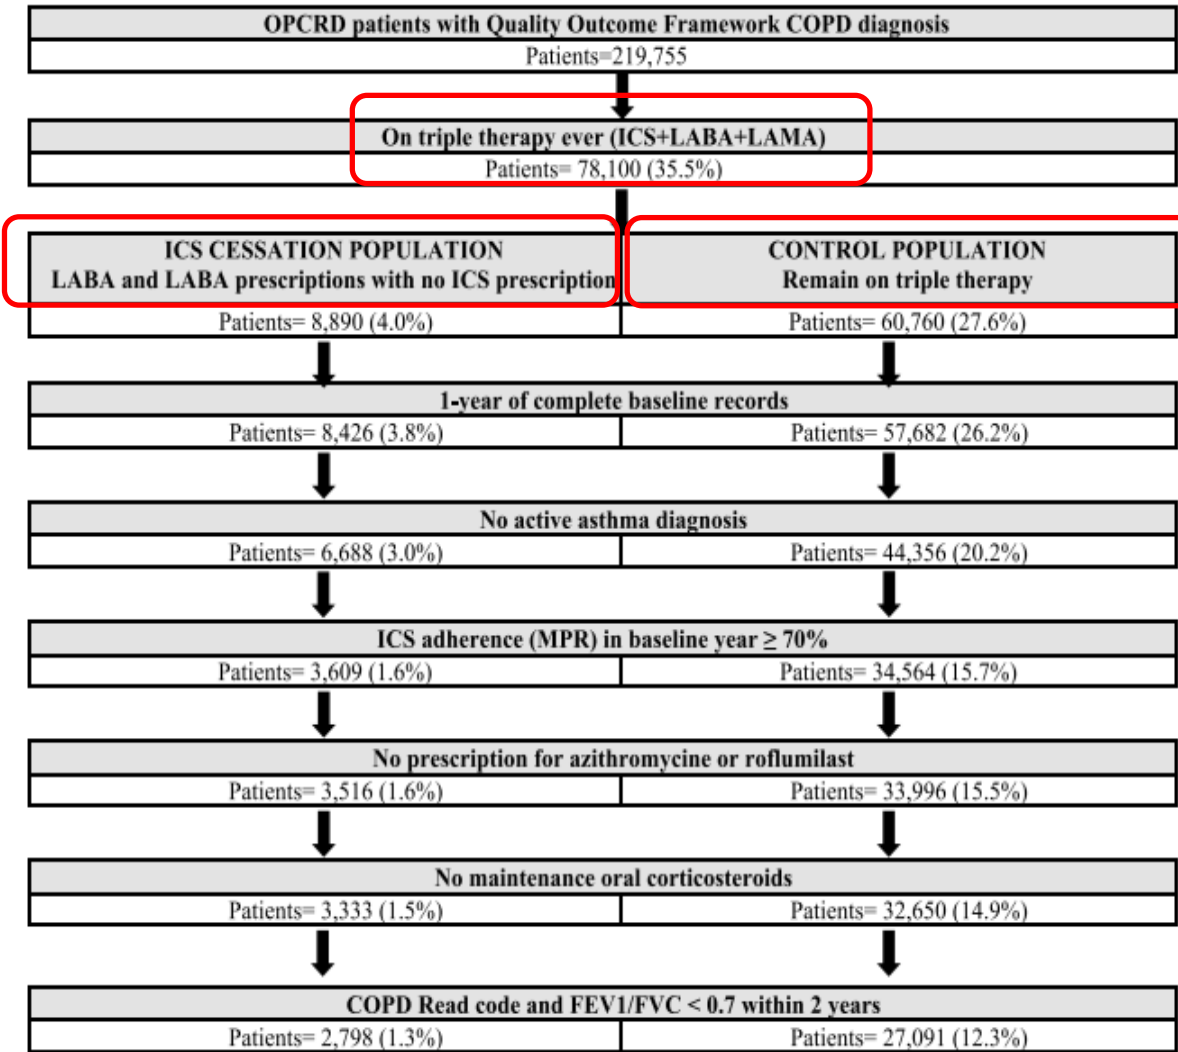 OPCRD patients with Quality Outcome Framework COPD diagnosis
Patients=219,755
On triple therapy ever (ICS+LABA+LAMA)
Patients= 78,100 (35.5%)
ICS CESSATION POPULATION
LABA and LABA prescriptions with no ICS prescription
CONTROL POPULATION
Remain on triple therapy
Patients= 8,890 (4.0%)
Patients= 60,760 (27.6%)
1-year of complete baseline records
Patients= 8,426 (3.8%)
Patients= 57,682 (26.2%)
No active asthma diagnosis
Patients= 6,688 (3.0%)
Patients= 44,356 (20.2%)
ICS adherence (MPR) in baseline year ≥ 70%
Patients= 3,609 (1.6%)
Patients= 34,564 (15.7%)
No prescription for azithromycine or roflumilast
Patients= 3,516 (1.6%)
Patients= 33,996 (15.5%)
No maintenance oral corticosteroids
Patients= 3,333 (1.5%)
Patients= 32,650 (14.9%)
COPD Read code and FEV1/FVC < 0.7 within 2 years
Patients= 2,798 (1.3%)
Patients= 27,091 (12.3%)